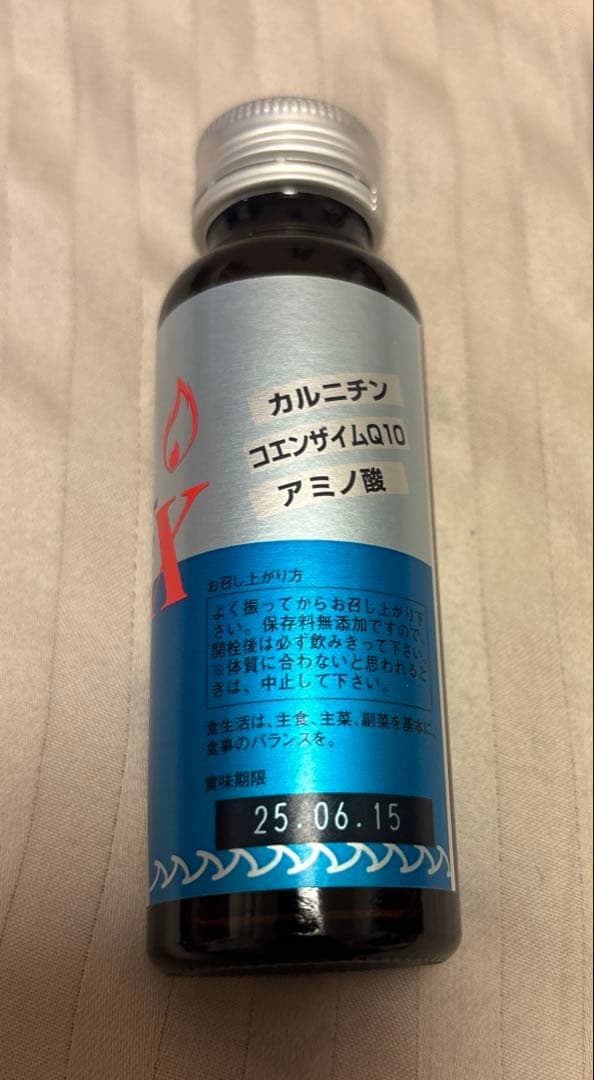 カルニチン
コエンザイムQ10
アミノ酸
X
お召し上がり方
よく振ってからお召し上がり下
さい。保存料無添加ですので、
開栓後は必ず飲みきって下さい。
※体質に合わないと思われると
きは、中止して下さい。
食生活は、主食、主菜、副菜を基本に、
食事のバランスを。
賞味期限
25.06.15